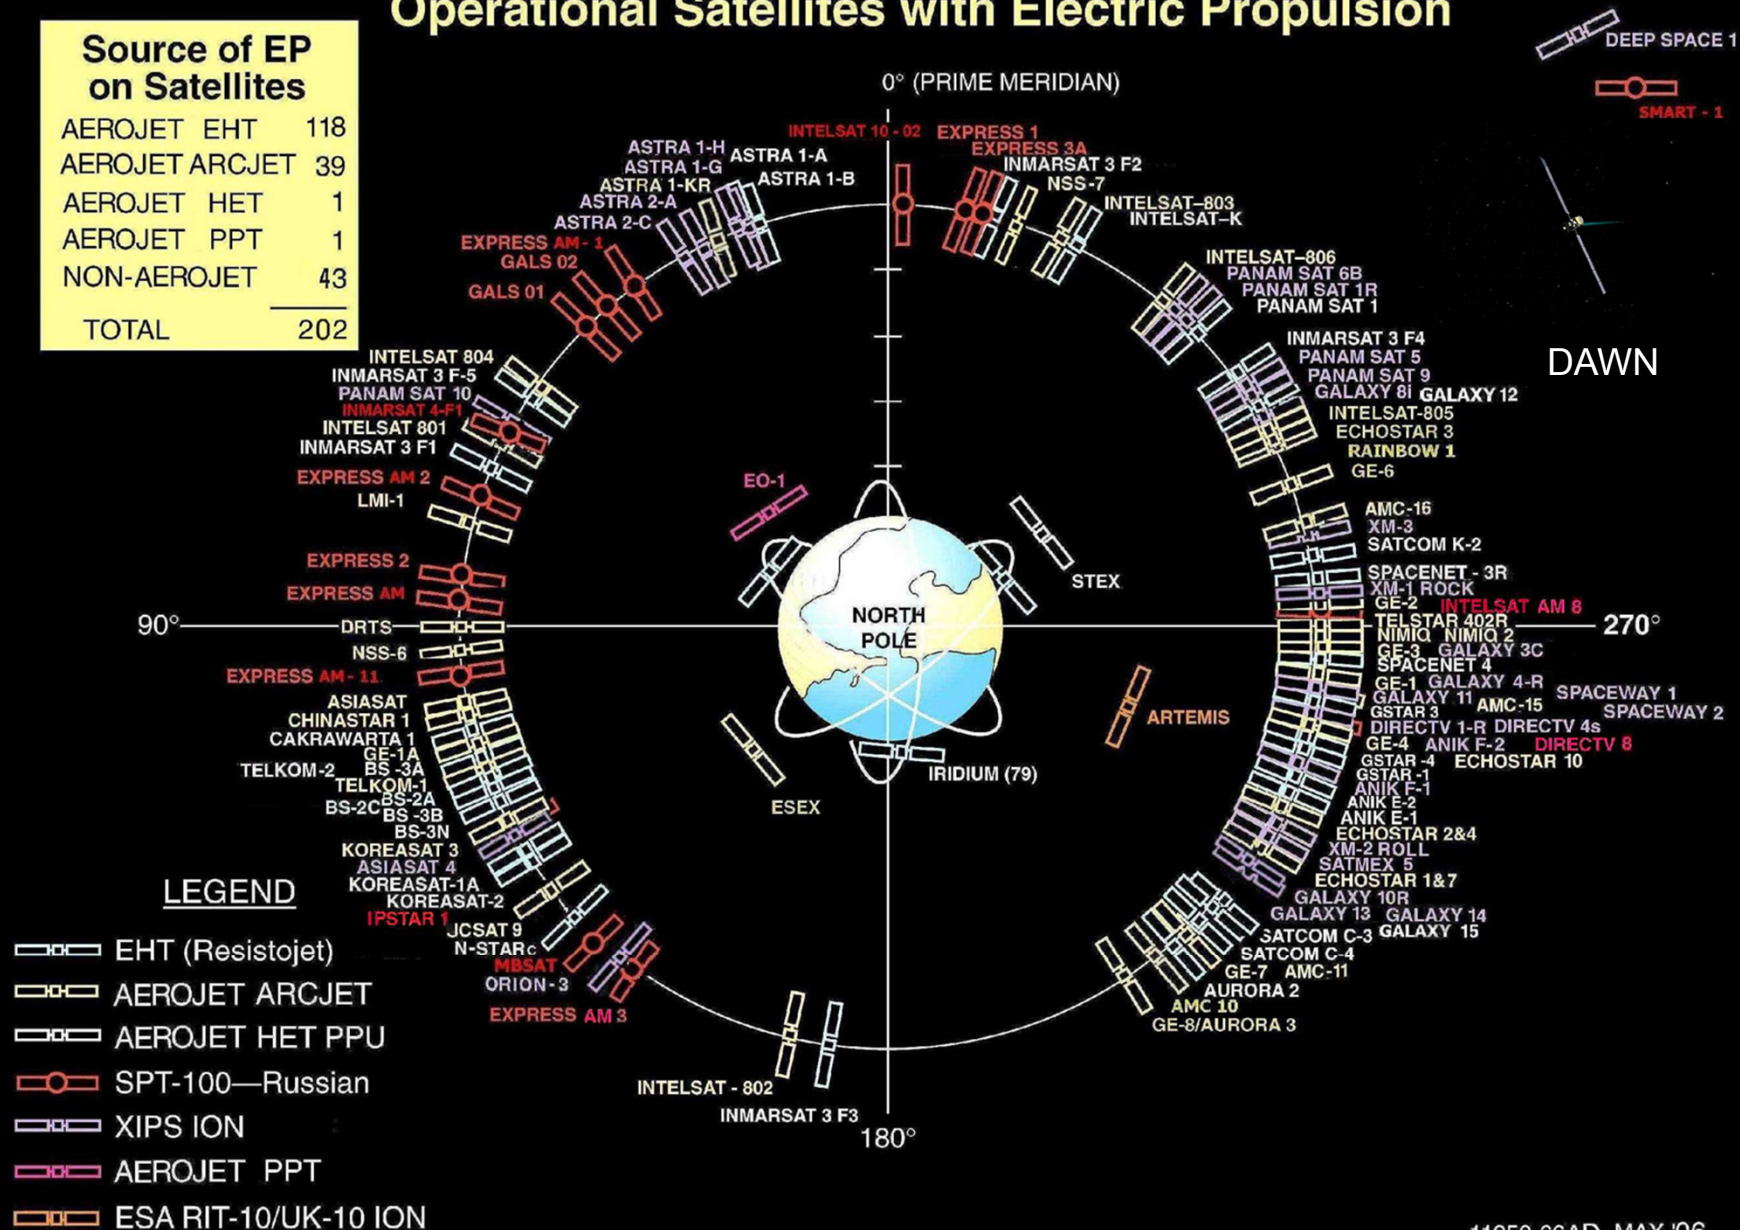 Operational Satellites with Electric Propulsion
Source of EP
on Satellites
AEROJET EHT 118
AEROJET ARCJET 39
AEROJET HET 1
AEROJET PPT 1
NON-AEROJET 43
TOTAL 202
DEEP SPACE 1
SMART - 1
DAWN
0° (PRIME MERIDIAN)
INTELSAT 10 - 02
EXPRESS 1
EXPRESS 3A
INMARSAT 3 F2
NSS-7
INTELSAT-803
INTELSAT-K
INTELSAT-806
PANAM SAT 6B
PANAM SAT 1R
PANAM SAT 1
INMARSAT 3 F4
PANAM SAT 5
PANAM SAT 9
GALAXY 8i GALAXY 12
INTELSAT-805
ECHOSTAR 3
RAINBOW 1
GE-6
AMC-16
XM-3
SATCOM K-2
SPACENET - 3R
XM-1 ROCK
GE-2 INTELSAT AM 8
270°
TELSTAR 402R
NIMIQ NIMIQ 2
GE-3 GALAXY 3C
SPACENET 4
GE-1 GALAXY 4-R SPACEWAY 1
GALAXY 11 AMC-15
GSTAR 3 SPACEWAY 2
DIRECTV 1-R DIRECTV 4s
GE-4 ANIK F-2 DIRECTV 8
GSTAR -4 ECHOSTAR 10
GSTAR -1
ANIK F-1
ANIK E-2
ANIK E-1
ECHOSTAR 2&4
XM-2 ROLL
SATMEX 5
ECHOSTAR 1&7
GALAXY 10R
GALAXY 13 GALAXY 14
SATCOM C-3 GALAXY 15
SATCOM C-4
GE-7 AMC-11
AURORA 2
AMC 10
GE-8/AURORA 3
180°
INMARSAT 3 F3
INTELSAT - 802
ASTRA 1-H
ASTRA 1-A
ASTRA 1-G
ASTRA 1-B
ASTRA 1-KR
ASTRA 2-A
ASTRA 2-C
EXPRESS AM - 1
GALS 02
GALS 01
INTELSAT 804
INMARSAT 3 F-5
PANAM SAT 10
INMARSAT 4-F1
INTELSAT 801
INMARSAT 3 F1
EXPRESS AM 2
LMI-1
EXPRESS 2
EXPRESS AM
90°
DRTS
NSS-6
EXPRESS AM - 11
ASIASAT
CHINASTAR 1
CAKRAWARTA 1
GE-1A
TELKOM-2 BS -3A
TELKOM-1
BS-2A
BS-2C
BS -3B
BS-3N
KOREASAT 3
ASIASAT 4
KOREASAT-1A
KOREASAT-2
IPSTAR 1
JCSAT 9
N-STAR c
MBSAT
ORION - 3
EXPRESS AM 3
EO-1
STEX
NORTH
POLE
ARTEMIS
IRIDIUM (79)
ESEX
LEGEND
EHT (Resistojet)
AEROJET ARCJET
AEROJET HET PPU
SPT-100—Russian
XIPS ION
AEROJET PPT
ESA RIT-10/UK-10 ION